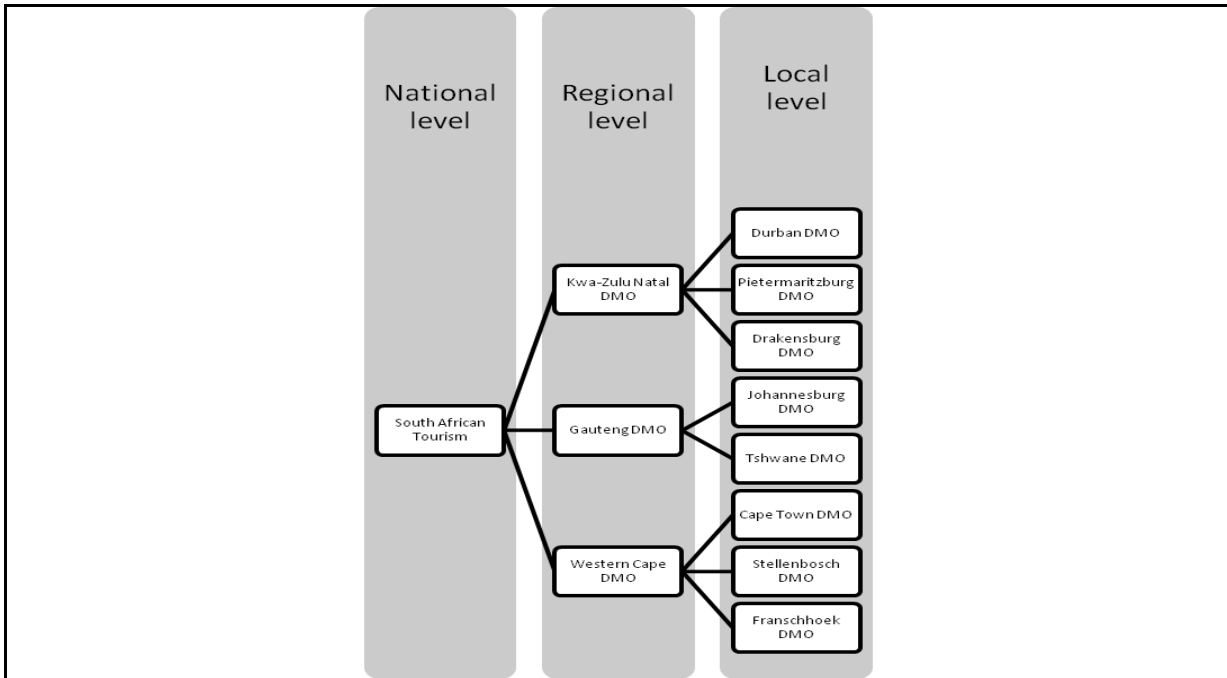 National
level
Regional
level
Local
level
South African
Tourism
Kwa-Zulu Natal
DMO
Gauteng DMO
Western Cape
DMO
Durban DMO
Pietermaritzburg
DMO
Drakensburg
DMO
Johannesburg
DMO
Tshwane DMO
Cape Town DMO
Stellenbosch
DMO
Franschhoek
DMO